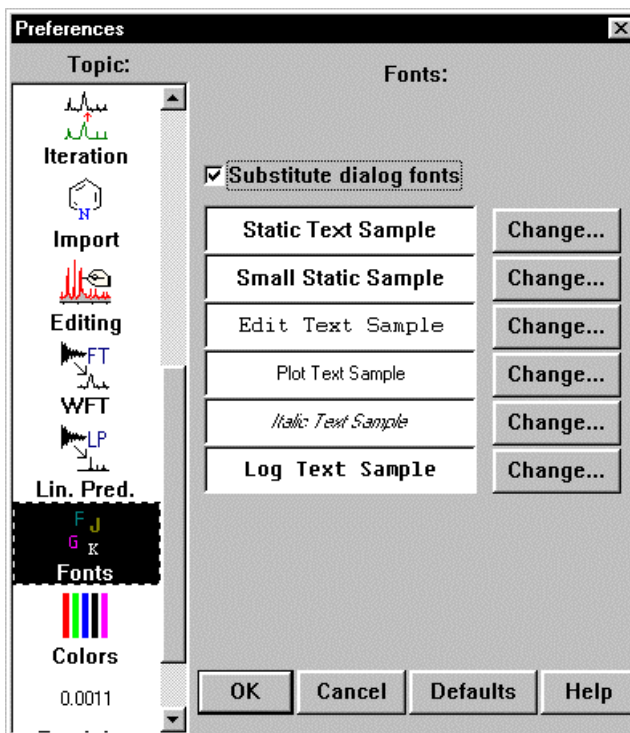 Preferences
Topic:
Iteration
N
Import
Editing
FT
WFT
LP
Lin. Pred.
F J
G K
Fonts
Colors
0.0011
Fonts:
Substitute dialog fonts
Static Text Sample Change...
Small Static Sample Change...
Edit Text Sample Change...
Plot Text Sample Change...
Italic Text Sample Change...
Log Text Sample Change...
OK Cancel Defaults Help